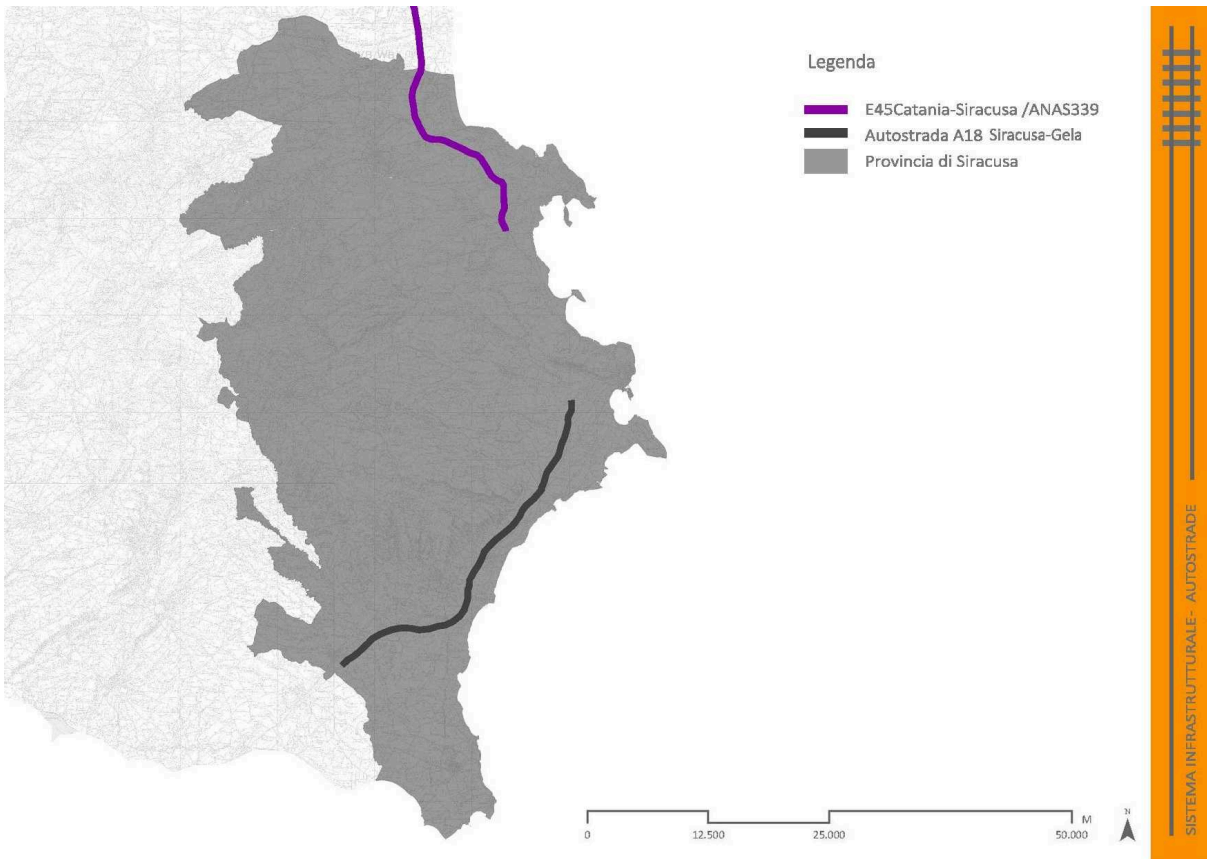 Legenda
E45Catania-Siracusa /ANAS339
Autostrada A18 Siracusa-Gela
Provincia di Siracusa
N
M
0
12.500
25.000
50.000
SISTEMA INFRASTRUTTURALE - AUTOSTRADE